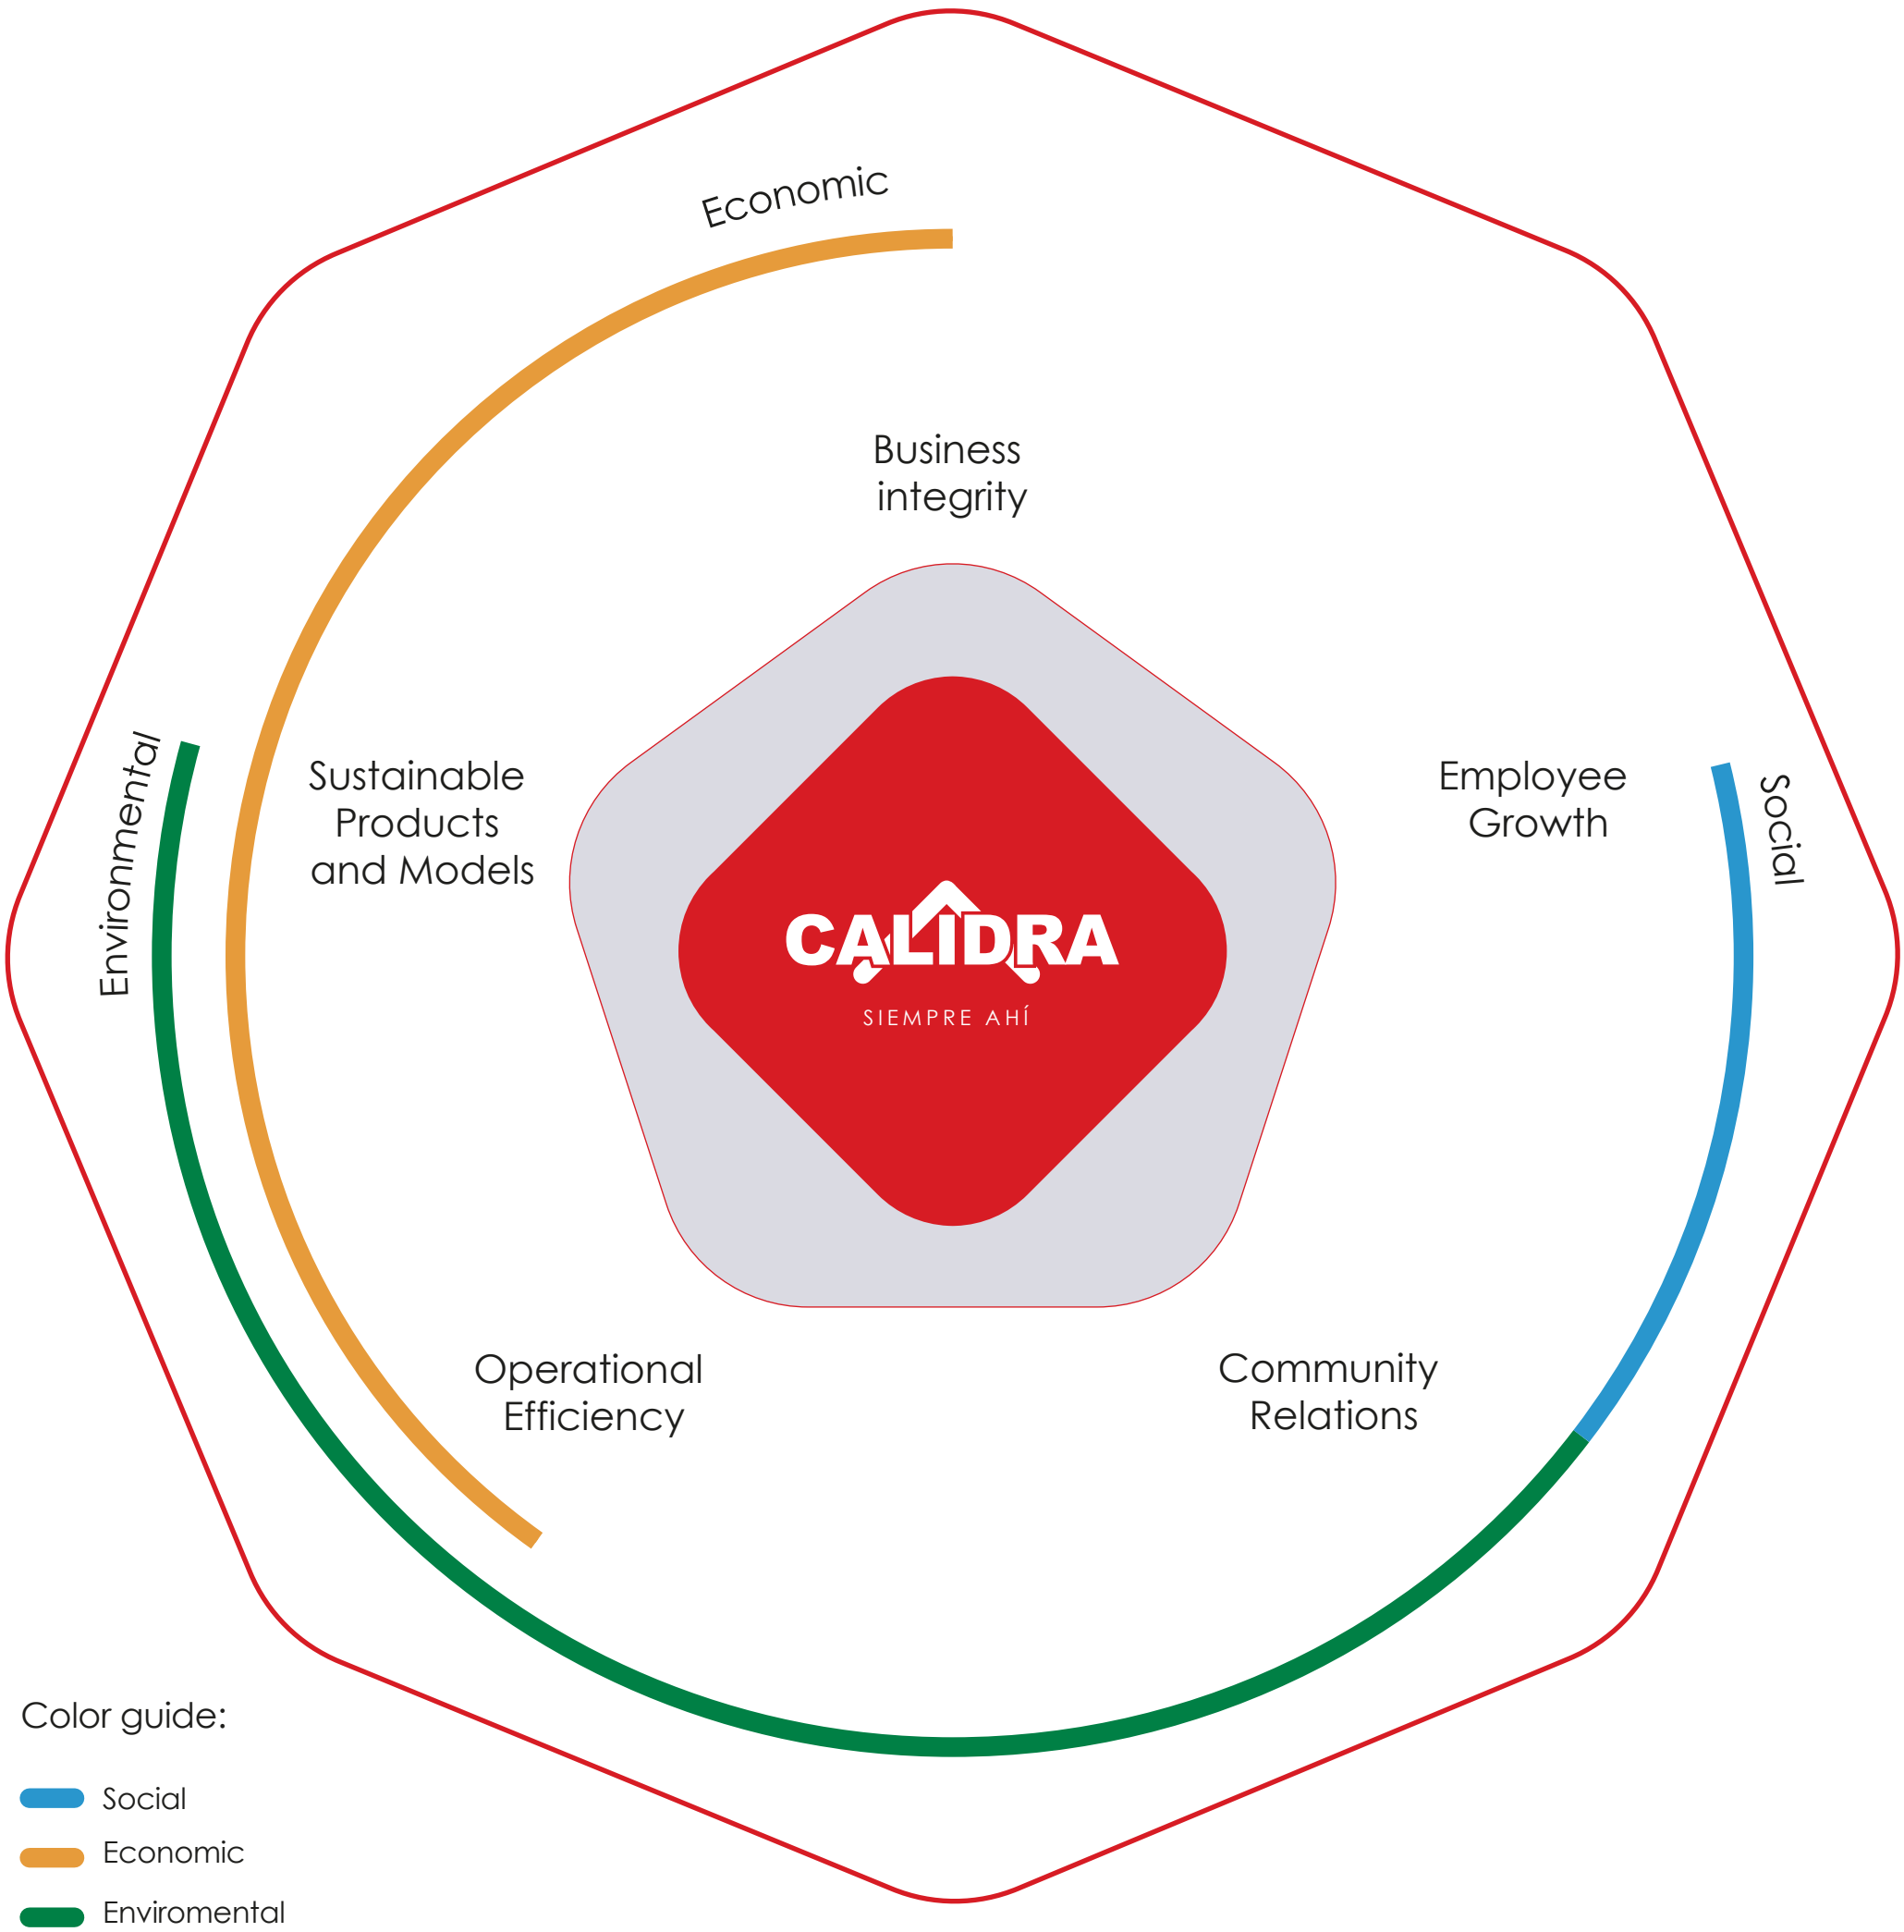 Economic
Business
integrity
Environmental
Sustainable
Products
and Models
Employee
Growth
Social
CALIDRA
SIEMPRE AHÍ
Operational
Efficiency
Community
Relations
Color guide:
Social
Economic
Enviromental